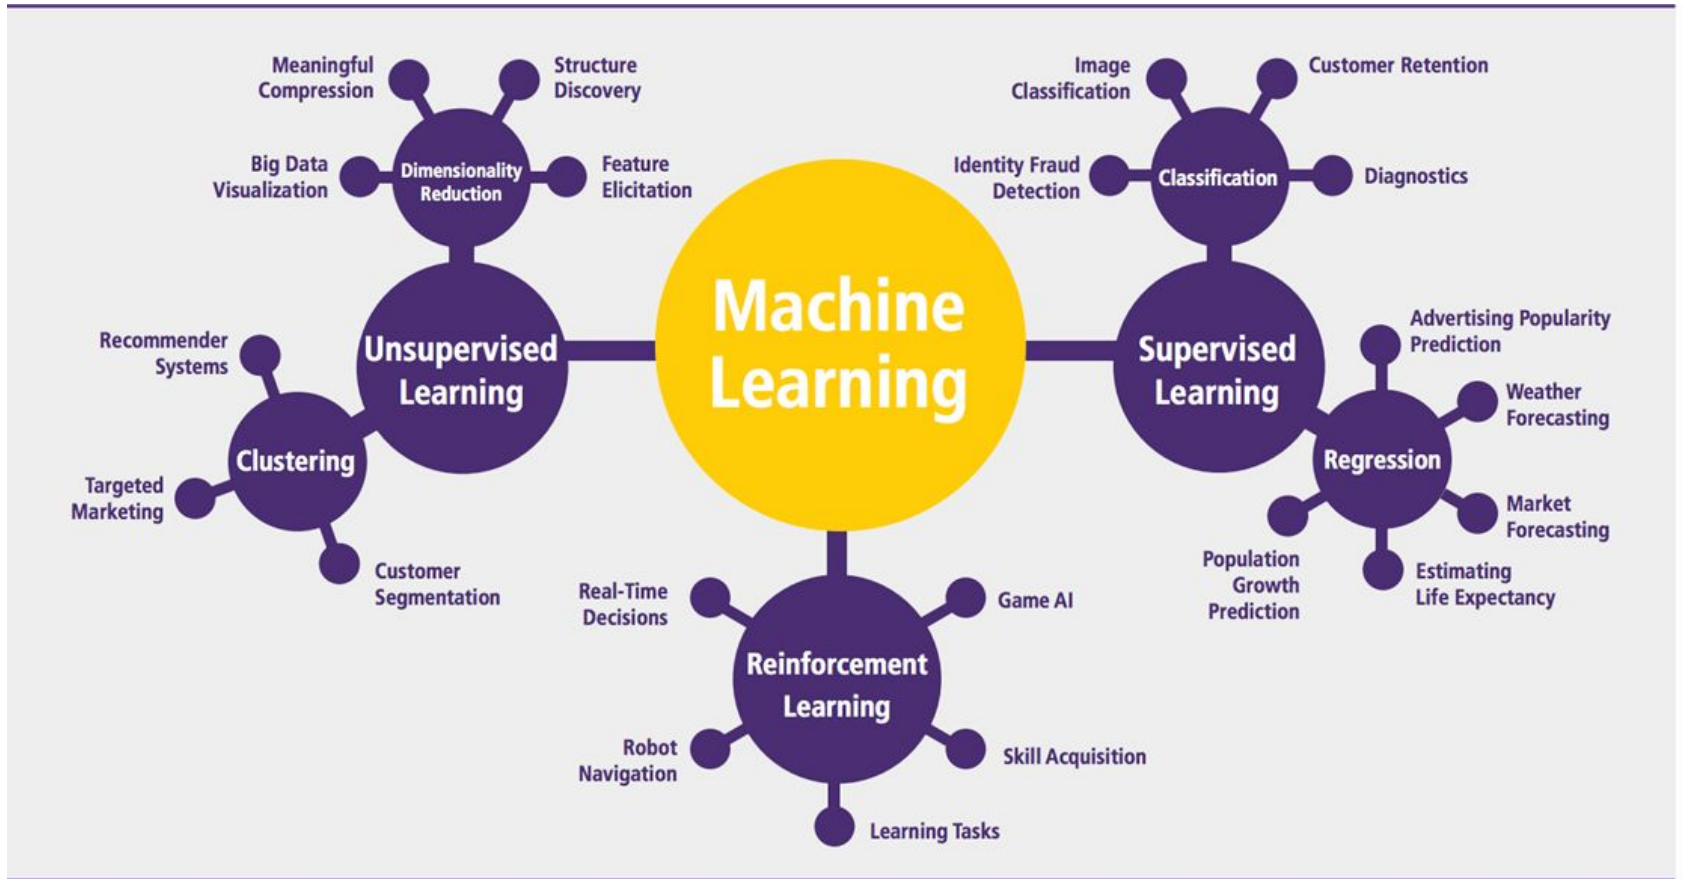 Meaningful
Compression
Structure
Discovery
Big Data
Visualization
Dimensionality
Reduction
Feature
Elicitation
Unsupervised
Learning
Recommender
Systems
Clustering
Targeted
Marketing
Customer
Segmentation
Machine
Learning
Image
Classification
Customer Retention
Identity Fraud
Detection
Classification
Diagnostics
Supervised
Learning
Advertising Popularity
Prediction
Weather
Forecasting
Regression
Market
Forecasting
Population
Growth
Prediction
Estimating
Life Expectancy
Real-Time
Decisions
Game AI
Reinforcement
Learning
Robot
Navigation
Skill Acquisition
Learning Tasks